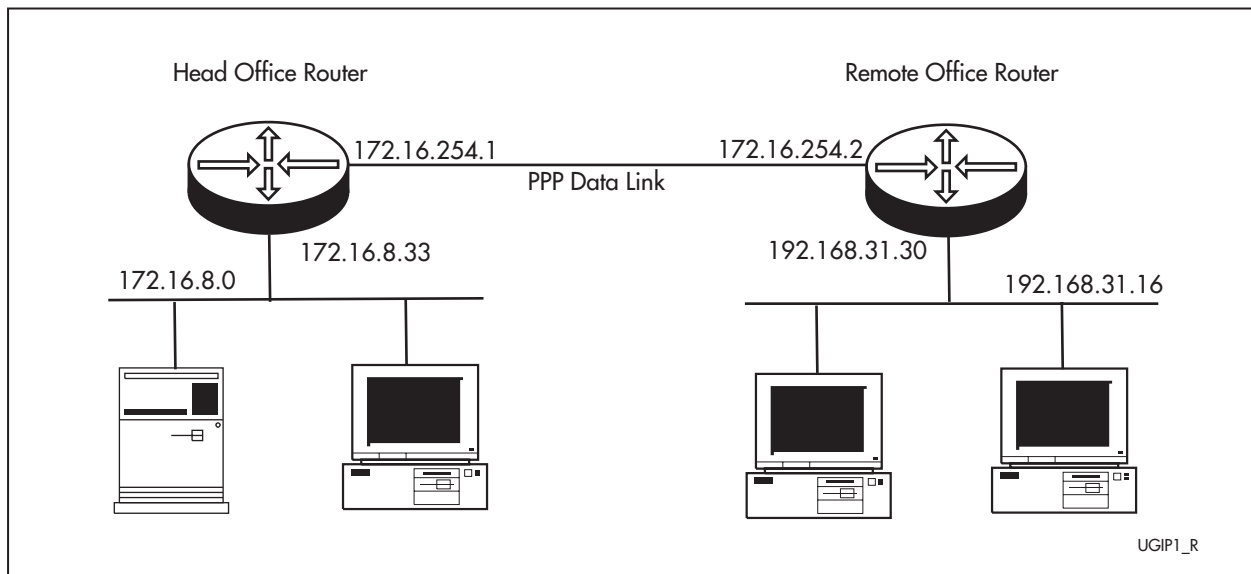 Head Office Router
Remote Office Router
172.16.254.1
172.16.254.2
PPP Data Link
172.16.8.33
192.168.31.30
172.16.8.0
192.168.31.16
UGIP1_R